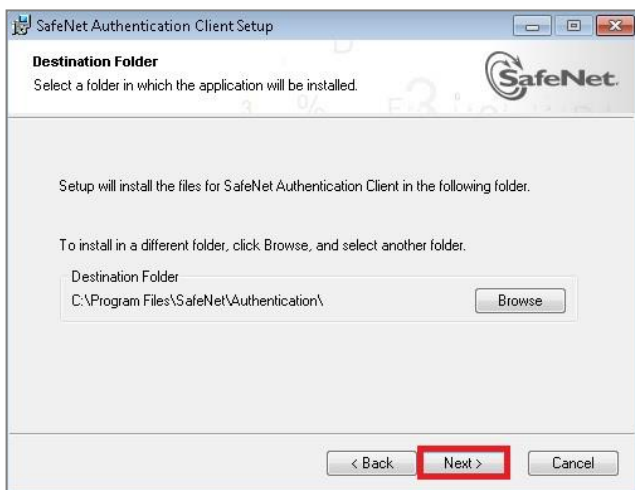 SafeNet Authentication Client Setup
Destination Folder
Select a folder in which the application will be installed.
SafeNet.
Setup will install the files for SafeNet Authentication Client in the following folder.
To install in a different folder, click Browse, and select another folder.
Destination Folder
C:\Program Files\SafeNet\Authentication\
Browse
< Back
Next >
Cancel